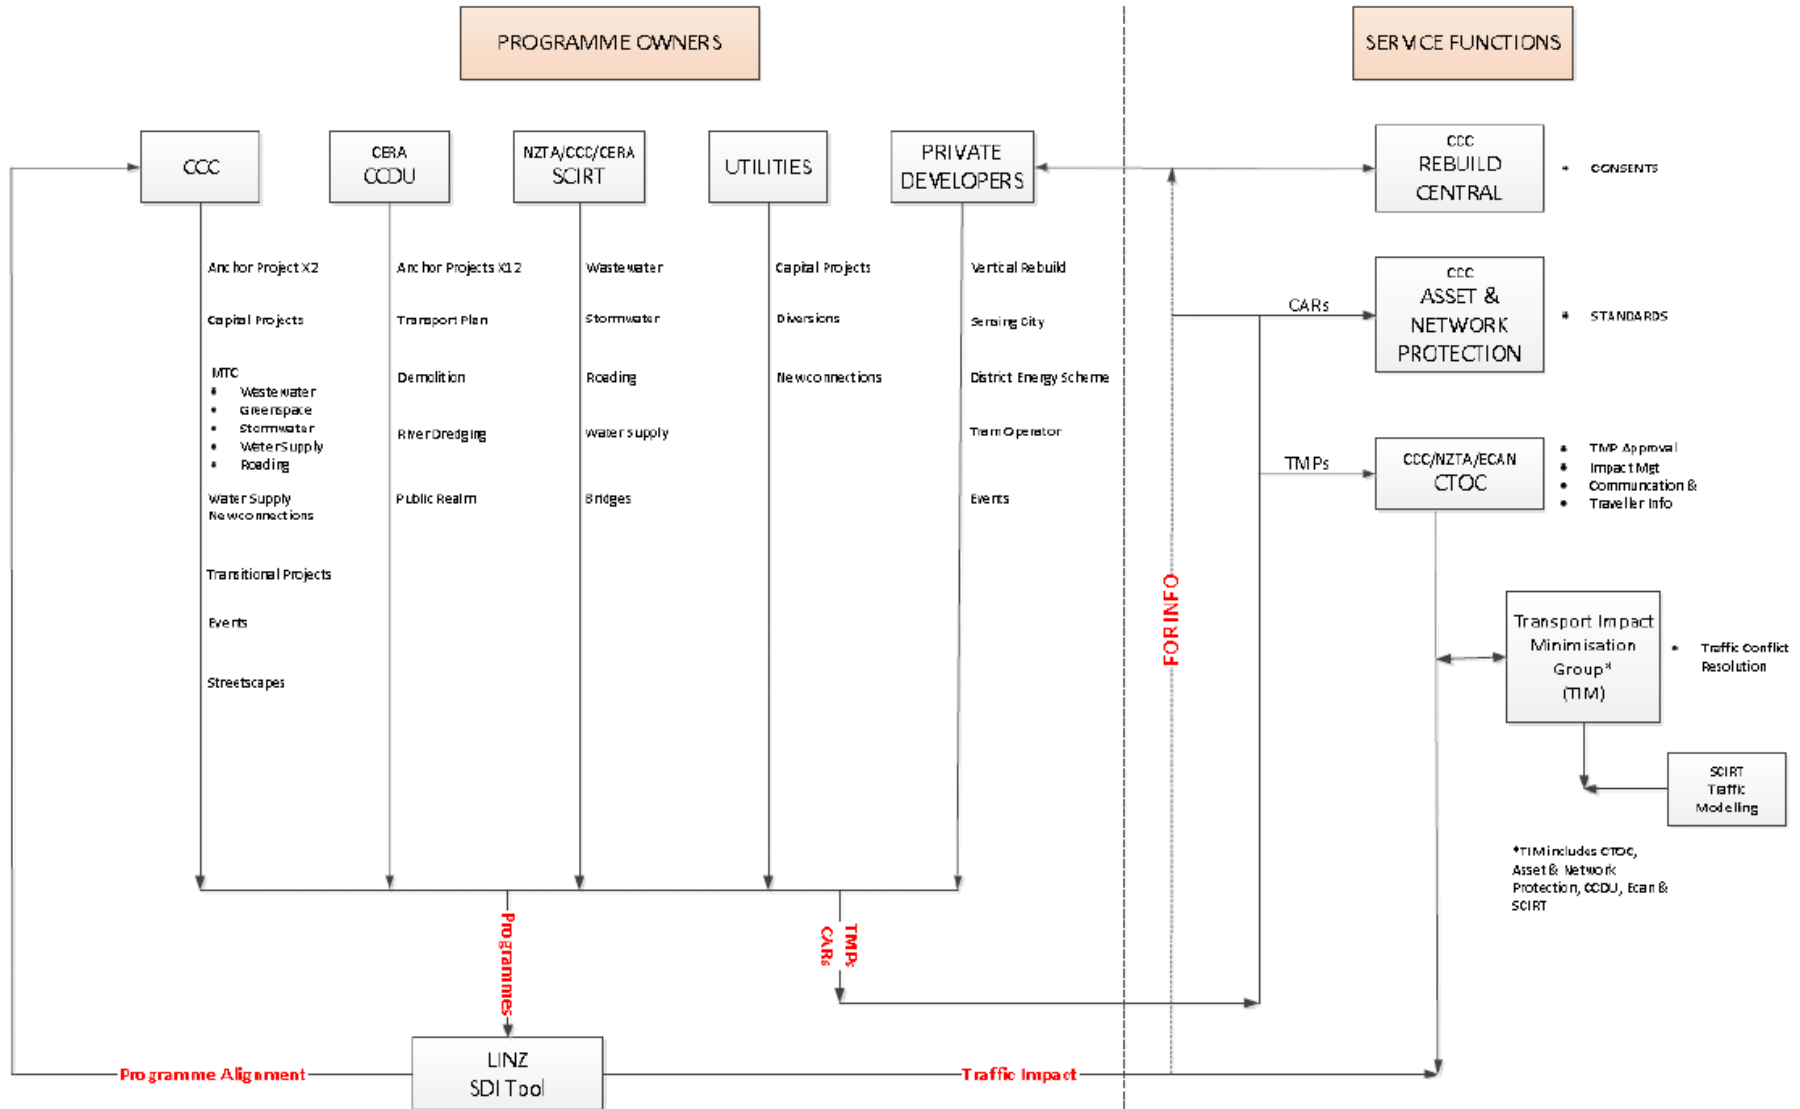 PROGRAMME OWNERS
SERVICE FUNCTIONS
CCC
CERA
CCDU
NZTA/CCC/CERA
SCIRT
UTILITIES
PRIVATE
DEVELOPERS
CCC
REBUILD
CENTRAL
• CONSENTS
Anchor Project X2
Capital Projects
MTC
• Wastewater
• Greenspace
• Stormwater
• Water Supply
• Roading
Water Supply
New connections
Transitional Projects
Events
Streetscapes
Anchor Projects X12
Transport Plan
Demolition
River Dredging
Public Realm
Wastewater
Stormwater
Roading
Water Supply
Bridges
Capital Projects
Diversions
New connections
Vertical Rebuild
Sensing City
District Energy Scheme
Tram Operator
Events
CARs
CCC
ASSET &
NETWORK
PROTECTION
• STANDARDS
TMPs
CCC/NZTA/ECAN
CTOC
• TMP Approval
• Impact Mgt
• Communcation &
• Traveller Info
FOR INFO
Transport Impact
Minimisation
Group*
(TIM)
• Traffic Conflict
Resolution
SCIRT
Traffic
Modelling
*TIM includes CTOC,
Asset & Network
Protection, CCDU, Ecan &
SCIRT
Programmes
TMPs
CARs
Programme Alignment
LINZ
SDI Tool
Traffic Impact